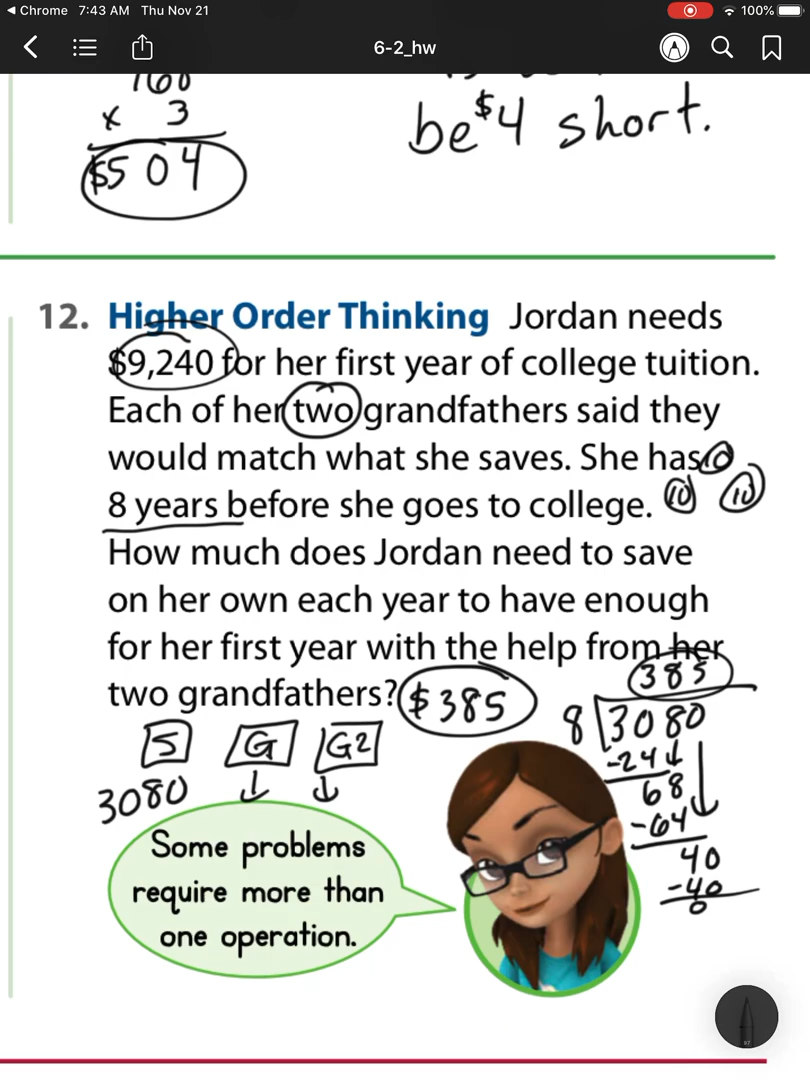 Chrome 7:43 AM Thu Nov 21 100%
6-2_hw
168
x 3
$504
be $4 short.
12. Higher Order Thinking Jordan needs
$9,240 for her first year of college tuition.
Each of her two grandfathers said they
would match what she saves. She has 10
8 years before she goes to college. 10 10
How much does Jordan need to save
on her own each year to have enough
for her first year with the help from her
two grandfathers? $385
385
8 3080
-24
68
-64
40
-40
0
S G G2
3080
Some problems
require more than
one operation.